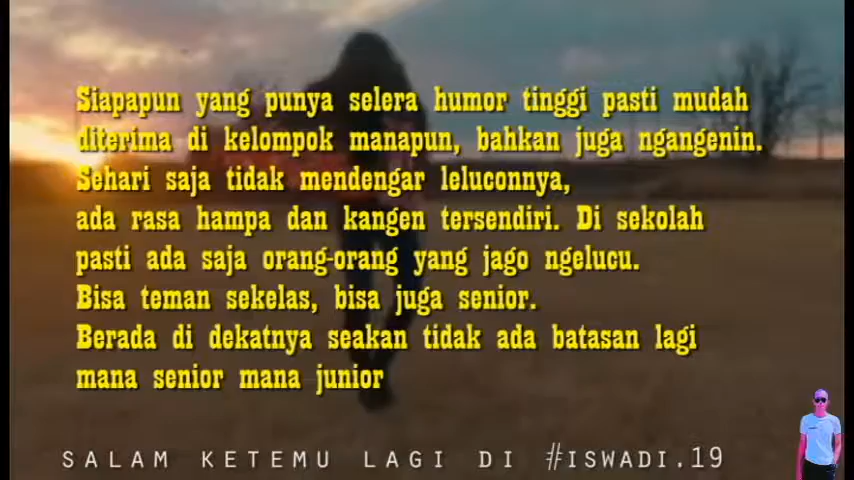 Siapapun yang punya selera humor tinggi pasti mudah
diterima di kelompok manapun, bahkan juga ngangenin.
Sehari saja tidak mendengar leluconnya,
ada rasa hampa dan kangen tersendiri. Di sekolah
pasti ada saja orang-orang yang jago ngelucu.
Bisa teman sekelas, bisa juga senior.
Berada di dekatnya seakan tidak ada batasan lagi
mana senior mana junior
SALAM KETEMU LAGI DI #ISWADI.19